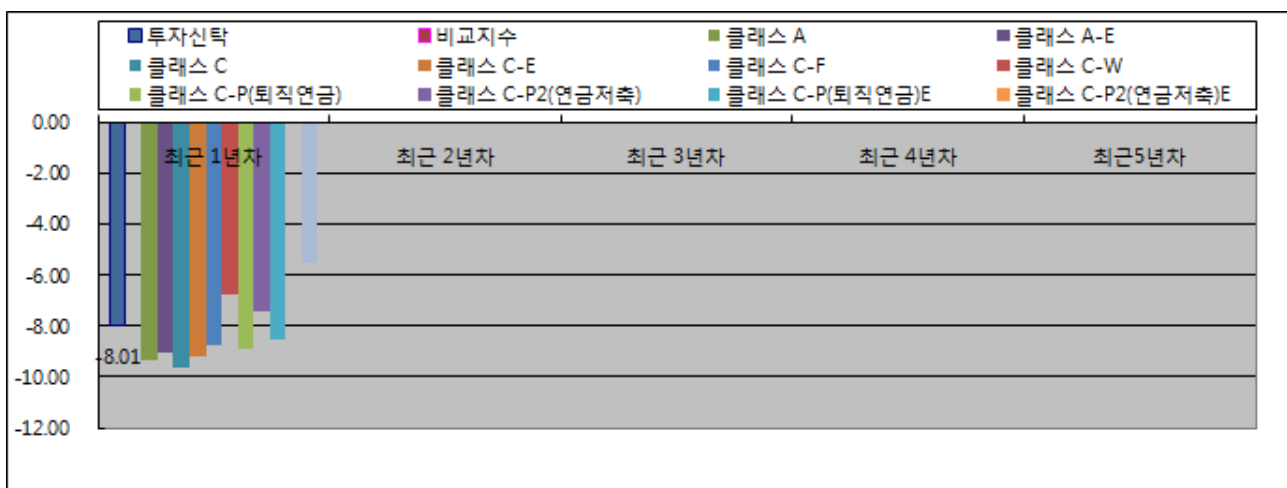 투자신탁 비교지수 클래스 A 클래스 A-E
클래스 C 클래스 C-E 클래스 C-F 클래스 C-W
클래스 C-P(퇴직연금) 클래스 C-P2(연금저축) 클래스 C-P(퇴직연금)E 클래스 C-P2(연금저축)E
0.00
최근 1년차 최근 2년차 최근 3년차 최근 4년차 최근5년차
-2.00
-4.00
-6.00
-8.00
-8.01
-10.00
-12.00